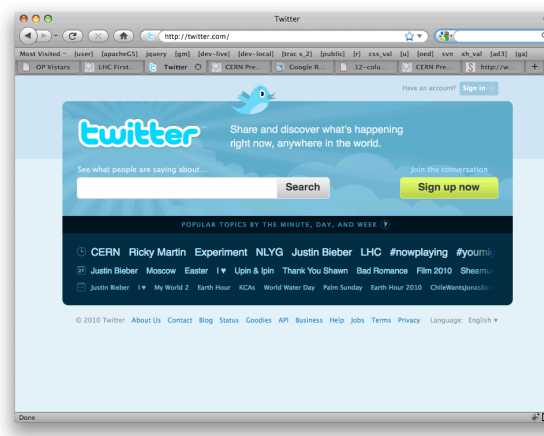 Twitter
http://twitter.com/
Most Visited [user] [apacheGS] jquery [gm] [dev-live] [dev-local] [trac s_2] [public] [r] css_val [u] [oed] svn xh_val [ad3] [ga]
OP Vistars LHC First... Twitter CERN Pre... Google R... 12-colu... CERN Pre... http://w... +
Have an account? Sign in
twitter
Share and discover what's happening
right now, anywhere in the world.
See what people are saying about... Join the conversation
Search Sign up now
POPULAR TOPICS BY THE MINUTE, DAY, AND WEEK ?
CERN Ricky Martin Experiment NLYG Justin Bieber LHC #nowplaying
27 Justin Bieber Moscow Easter I ♥ Upin & Ipin Thank You Shawn Bad Romance Film 2010
Justin Bieber I ♥ My World 2 Earth Hour KCAs World Water Day Palm Sunday Earth Hour 2010
© 2010 Twitter About Us Contact Blog Status Goodies API Business Help Jobs Terms Privacy Language: English ▾
Done